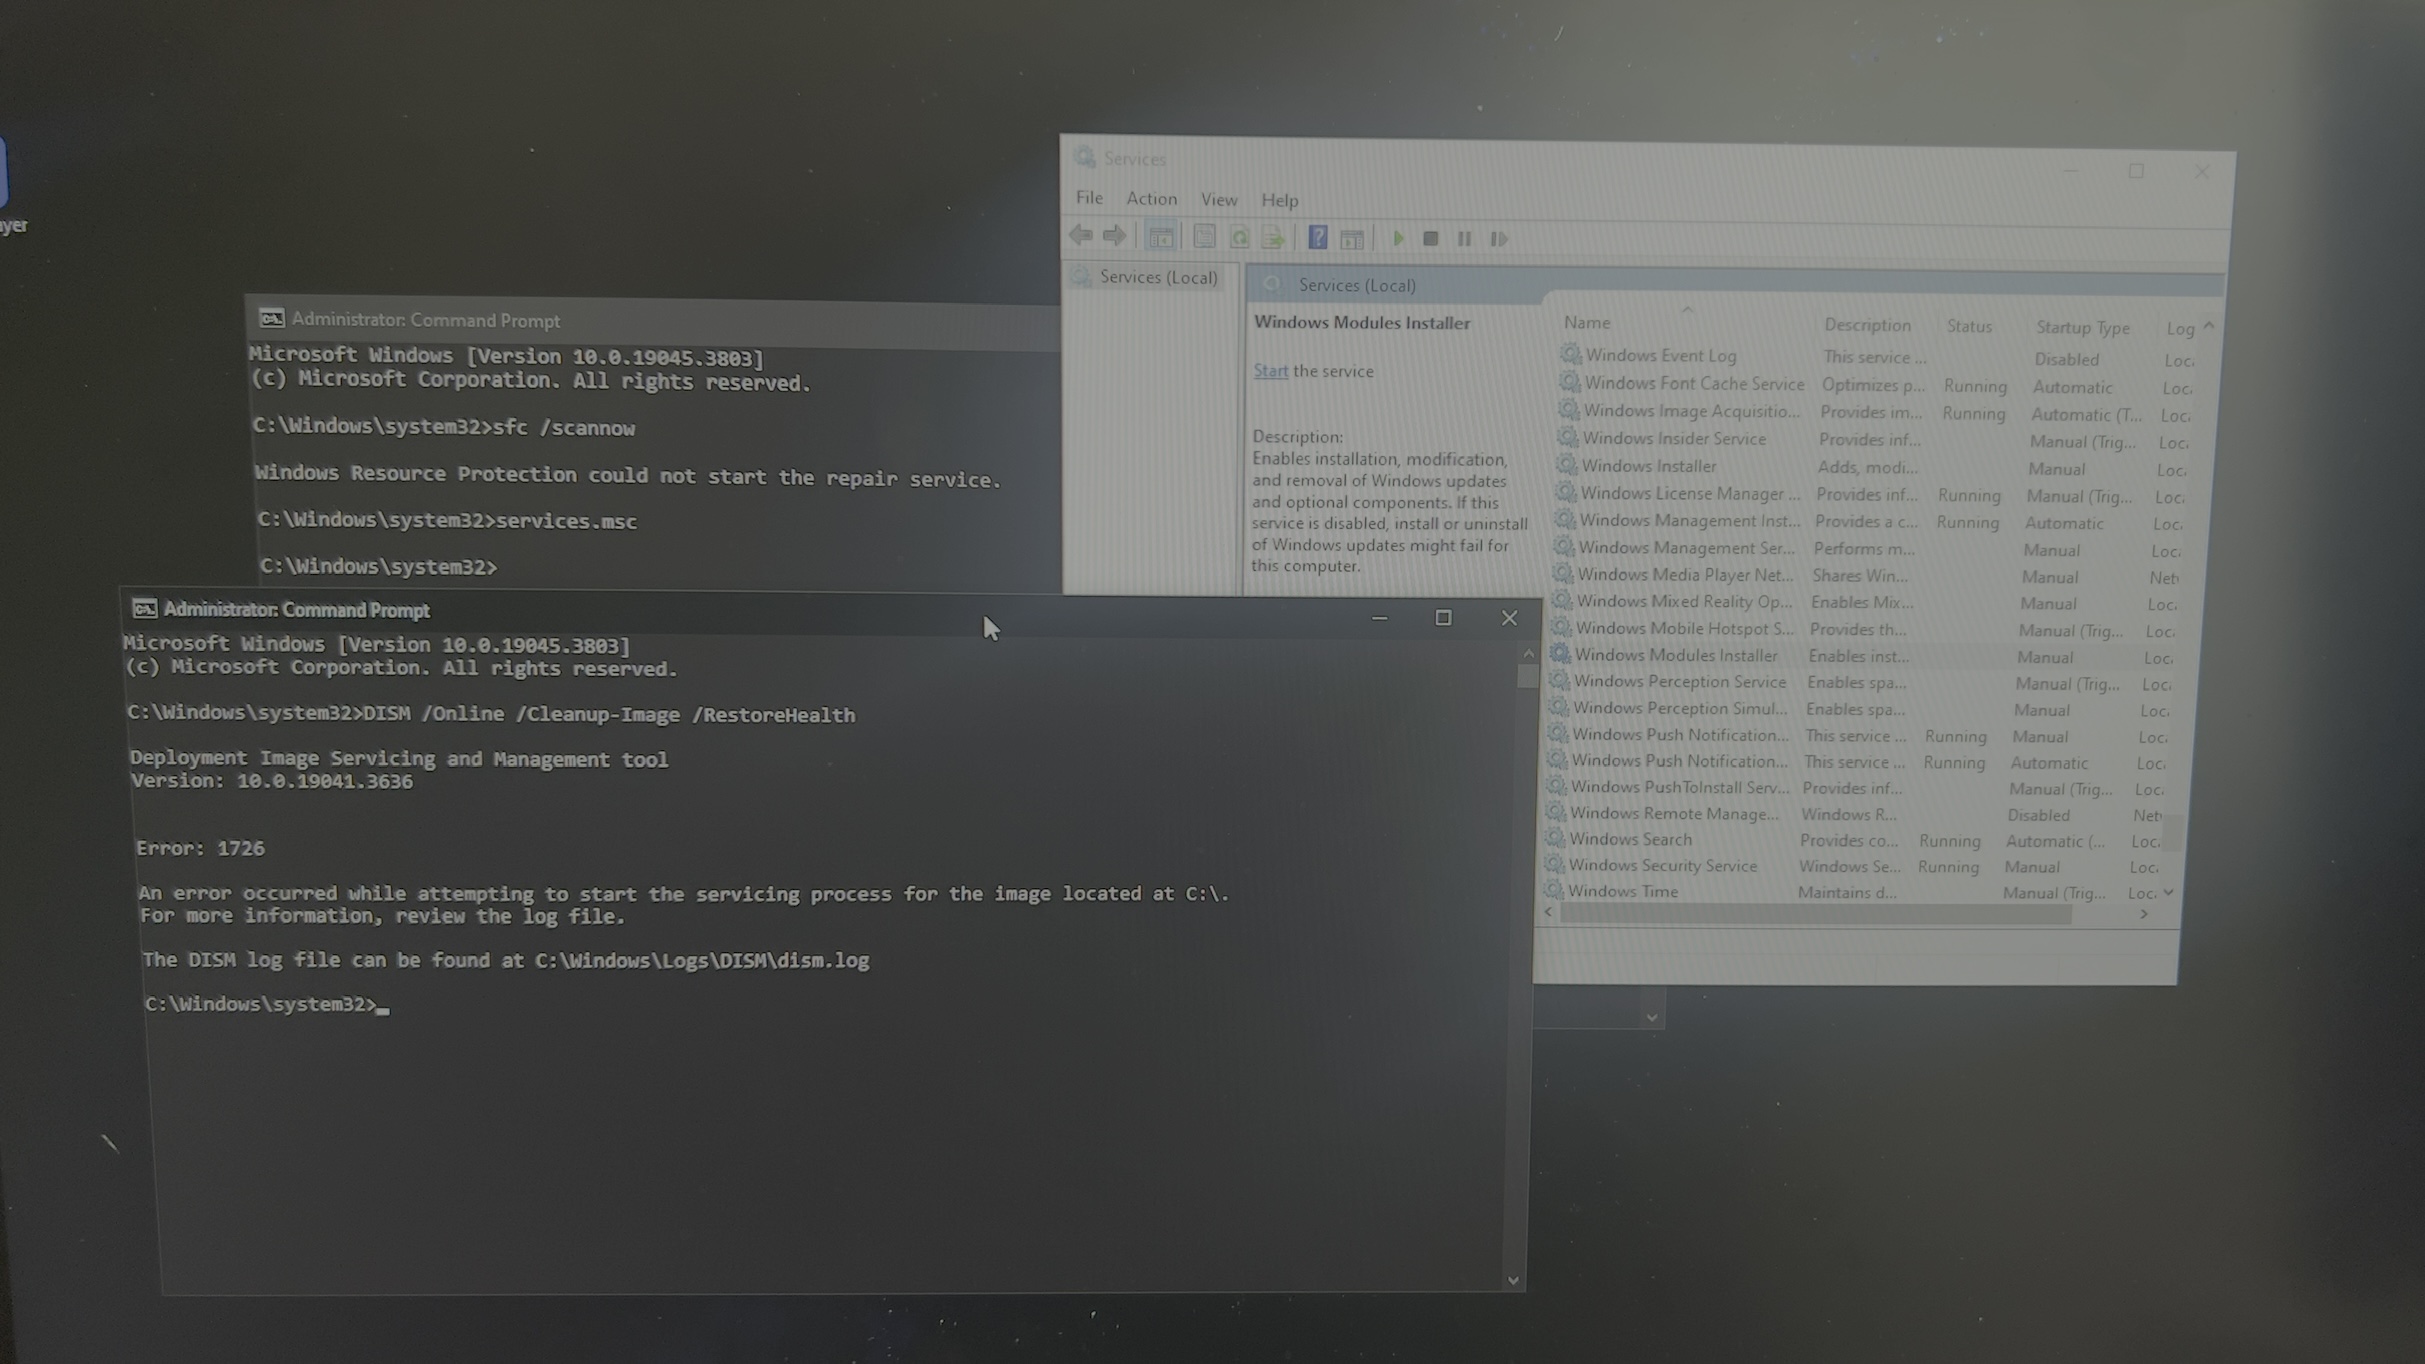 yer
Services
File Action View Help
Services (Local)
Services (Local)
Windows Modules Installer
Start the service
Description:
Enables installation, modification,
and removal of Windows updates
and optional components. If this
service is disabled, install or uninstall
of Windows updates might fail for
this computer.
Name Description Status Startup Type Log
Windows Event Log This service ... Disabled Loc
Windows Font Cache Service Optimizes p... Running Automatic Loc
Windows Image Acquisitio... Provides im... Running Automatic (T... Loc
Windows Insider Service Provides inf... Manual (Trig... Loc
Windows Installer Adds, modi... Manual Loc
Windows License Manager ... Provides inf... Running Manual (Trig... Loc
Windows Management Inst... Provides a c... Running Automatic Loc
Windows Management Ser... Performs m... Manual Loc
Windows Media Player Net... Shares Win... Manual Net
Windows Mixed Reality Op... Enables Mix... Manual Loc
Windows Mobile Hotspot S... Provides th... Manual (Trig... Loc
Windows Modules Installer Enables inst... Manual Loc
Windows Perception Service Enables spa... Manual (Trig... Loc
Windows Perception Simul... Enables spa... Manual Loc
Windows Push Notification... This service ... Running Manual Loc
Windows Push Notification... This service ... Running Automatic Loc
Windows PushToInstall Serv... Provides inf... Manual (Trig... Loc
Windows Remote Manage... Windows R... Disabled Net
Windows Search Provides co... Running Automatic (... Loc
Windows Security Service Windows Se... Running Manual Loc
Windows Time Maintains d... Manual (Trig... Loc
Administrator: Command Prompt
Microsoft Windows [Version 10.0.19045.3803]
(c) Microsoft Corporation. All rights reserved.
C:\Windows\system32>sfc /scannow
Windows Resource Protection could not start the repair service.
C:\Windows\system32>services.msc
C:\Windows\system32>
Administrator: Command Prompt
Microsoft Windows [Version 10.0.19045.3803]
(c) Microsoft Corporation. All rights reserved.
C:\Windows\system32>DISM /Online /Cleanup-Image /RestoreHealth
Deployment Image Servicing and Management tool
Version: 10.0.19041.3636
Error: 1726
An error occurred while attempting to start the servicing process for the image located at C:\.
For more information, review the log file.
The DISM log file can be found at C:\Windows\Logs\DISM\dism.log
C:\Windows\system32>